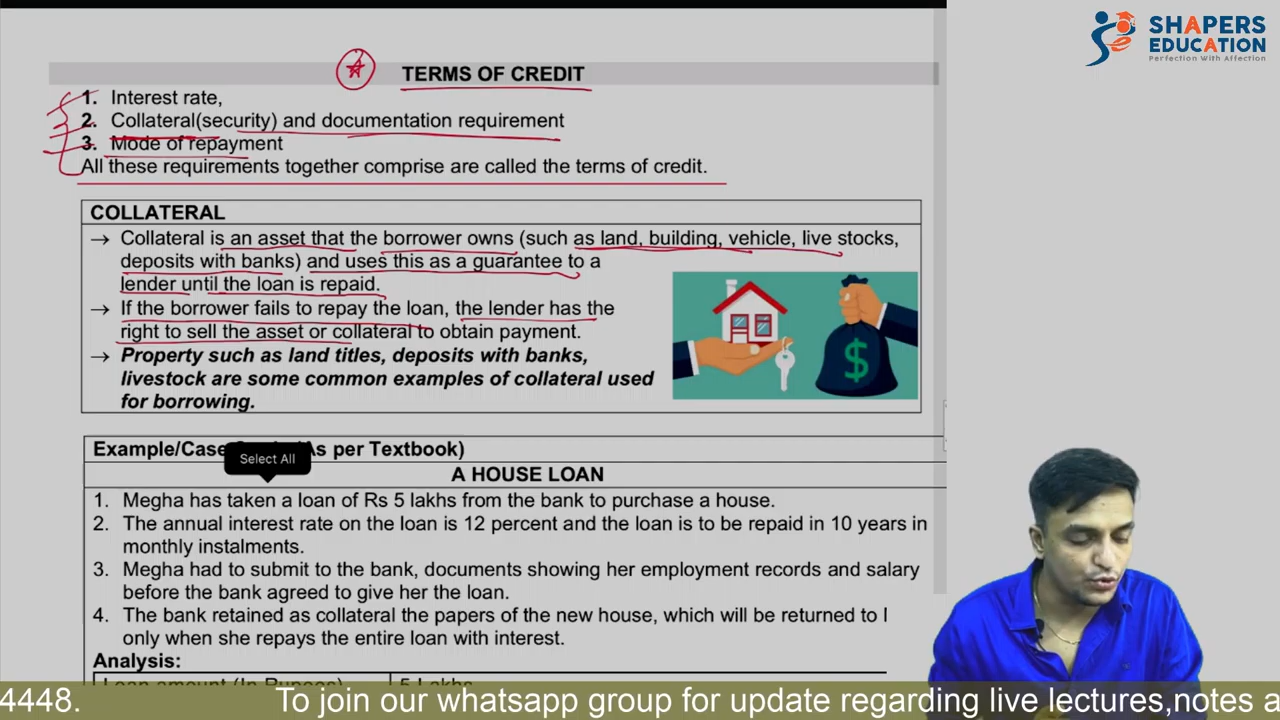 SHAPERS
EDUCATION
Perfection With Affection
TERMS OF CREDIT
1. Interest rate,
2. Collateral(security) and documentation requirement
3. Mode of repayment
All these requirements together comprise are called the terms of credit.
COLLATERAL
→ Collateral is an asset that the borrower owns (such as land, building, vehicle, live stocks,
deposits with banks) and uses this as a guarantee to a
lender until the loan is repaid.
→ If the borrower fails to repay the loan, the lender has the
right to sell the asset or collateral to obtain payment.
→ Property such as land titles, deposits with banks,
livestock are some common examples of collateral used
for borrowing.
$
Example/Case As per Textbook)
Select All
A HOUSE LOAN
1. Megha has taken a loan of Rs 5 lakhs from the bank to purchase a house.
2. The annual interest rate on the loan is 12 percent and the loan is to be repaid in 10 years in
monthly instalments.
3. Megha had to submit to the bank, documents showing her employment records and salary
before the bank agreed to give her the loan.
4. The bank retained as collateral the papers of the new house, which will be returned to
only when she repays the entire loan with interest.
Analysis:
Loan amount (In Rupees) 5 Lakhs
4448. To join our whatsapp group for update regarding live lectures,notes a